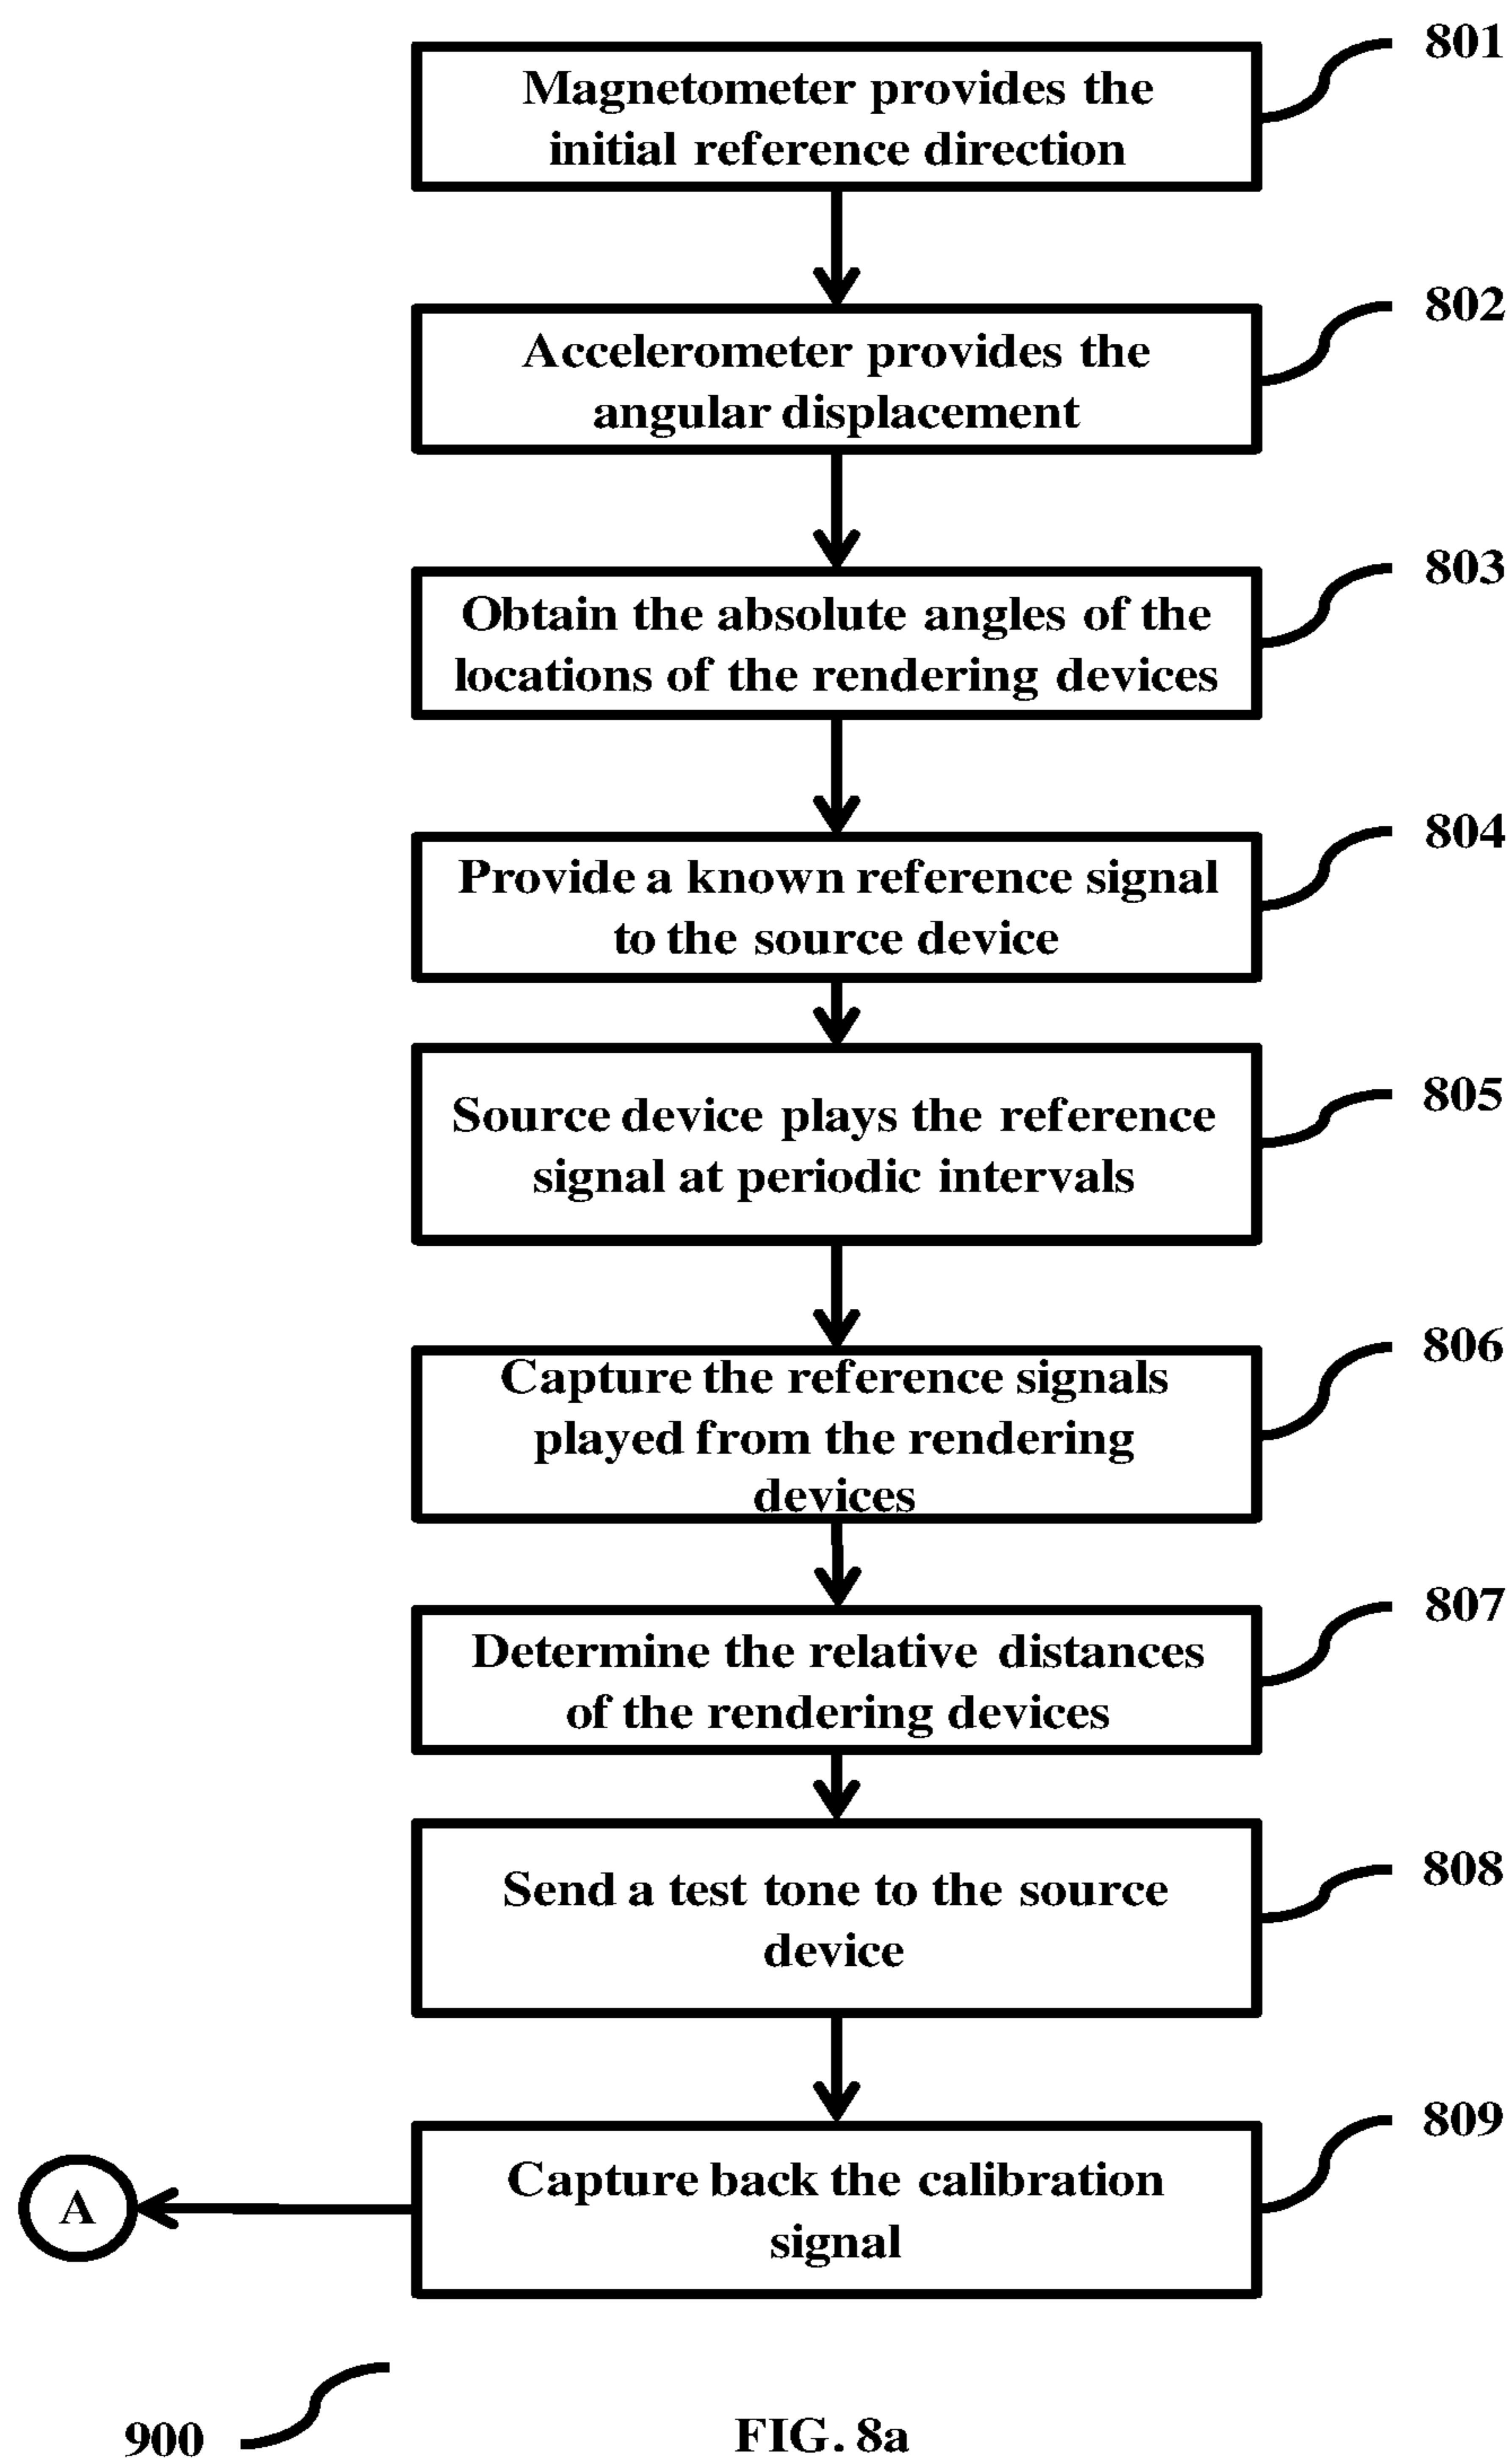 801
Magnetometer provides the
initial reference direction
802
Accelerometer provides the
angular displacement
803
Obtain the absolute angles of the
locations of the rendering devices
804
Provide a known reference signal
to the source device
805
Source device plays the reference
signal at periodic intervals
806
Capture the reference signals
played from the rendering
devices
807
Determine the relative distances
of the rendering devices
808
Send a test tone to the source
device
809
Capture back the calibration
signal
A
900
FIG. 8a